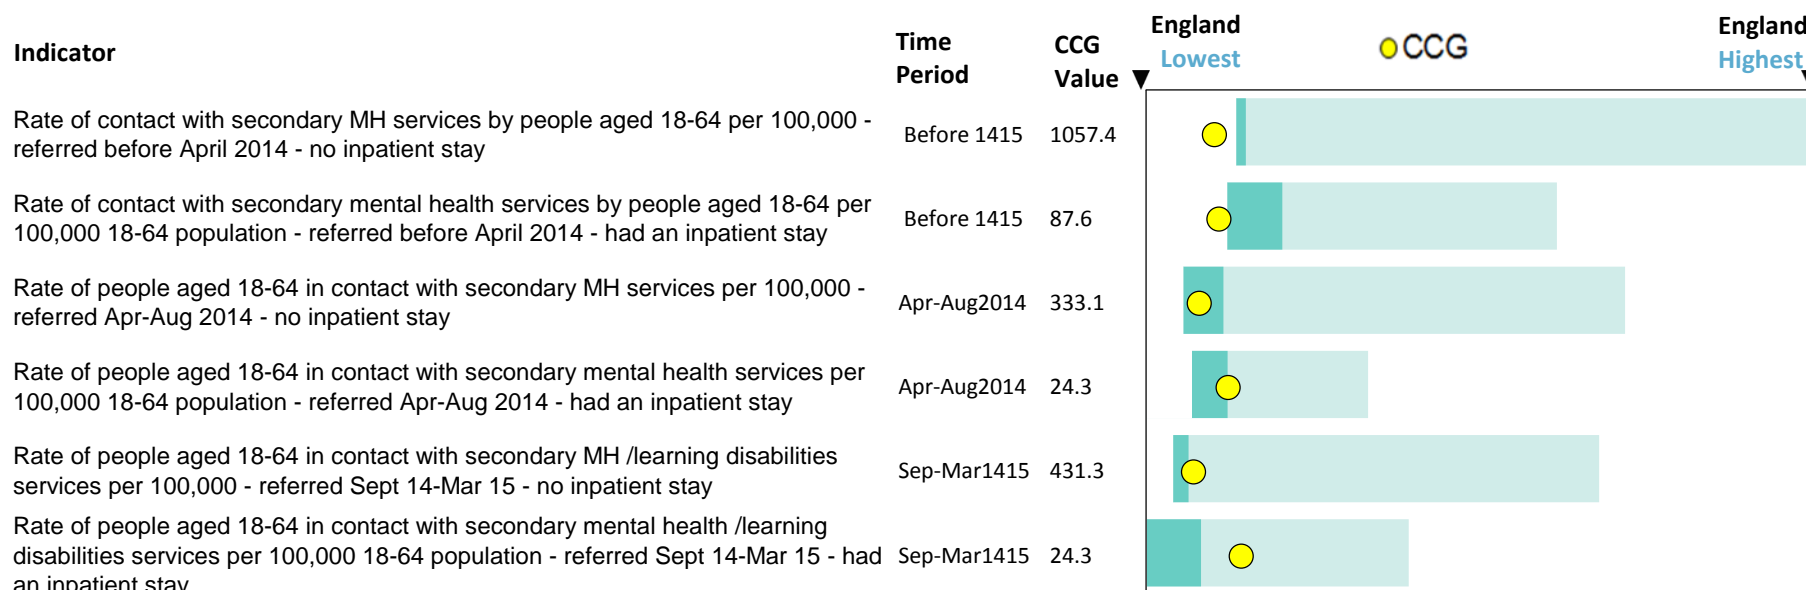 Indicator
Time Period
CCG Value
England Lowest
CCG
England Highest
Rate of contact with secondary MH services by people aged 18-64 per 100,000 -
referred before April 2014 - no inpatient stay
Before 1415 1057.4
Rate of contact with secondary mental health services by people aged 18-64 per
100,000 18-64 population - referred before April 2014 - had an inpatient stay
Before 1415 87.6
Rate of people aged 18-64 in contact with secondary MH services per 100,000 -
referred Apr-Aug 2014 - no inpatient stay
Apr-Aug2014 333.1
Rate of people aged 18-64 in contact with secondary mental health services per
100,000 18-64 population - referred Apr-Aug 2014 - had an inpatient stay
Apr-Aug2014 24.3
Rate of people aged 18-64 in contact with secondary MH /learning disabilities
services per 100,000 - referred Sept 14-Mar 15 - no inpatient stay
Sep-Mar1415 431.3
Rate of people aged 18-64 in contact with secondary mental health /learning
disabilities services per 100,000 18-64 population - referred Sept 14-Mar 15 - had
an inpatient stay
Sep-Mar1415 24.3